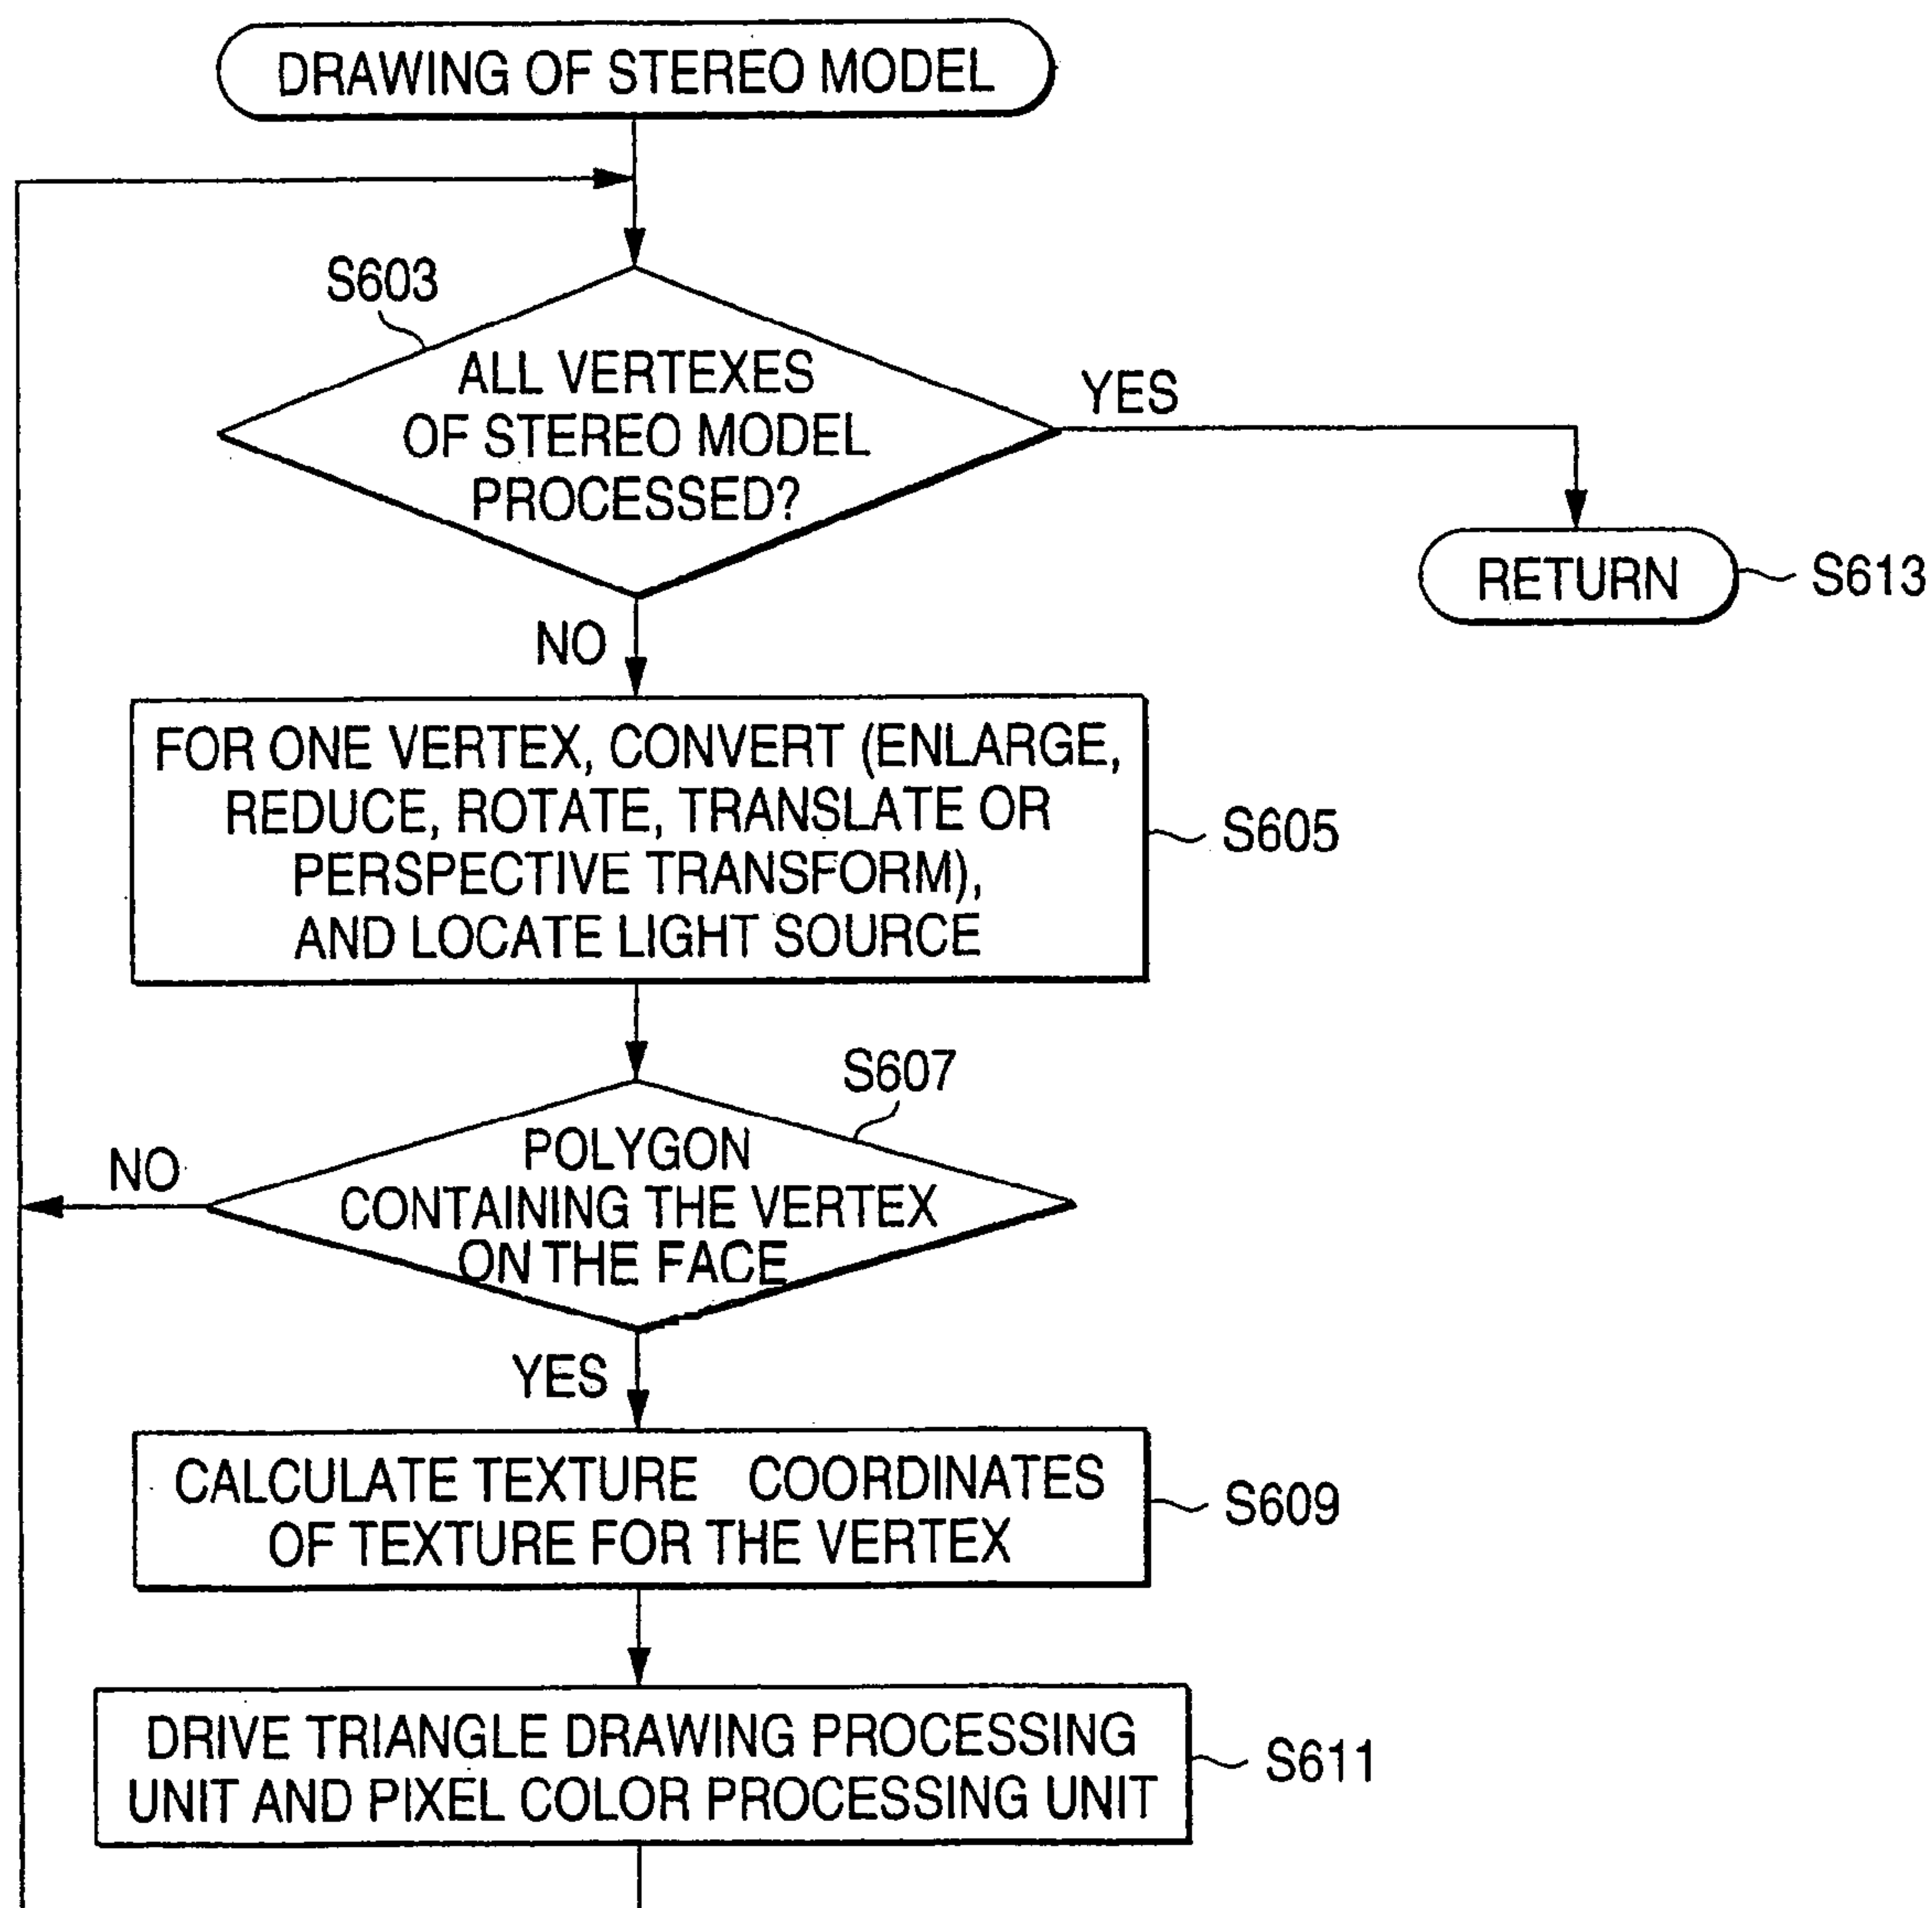 DRAWING OF STEREO MODEL
S603
ALL VERTEXES
OF STEREO MODEL
PROCESSED?
YES
RETURN
S613
NO
FOR ONE VERTEX, CONVERT (ENLARGE,
REDUCE, ROTATE, TRANSLATE OR
PERSPECTIVE TRANSFORM),
AND LOCATE LIGHT SOURCE
S605
S607
POLYGON
CONTAINING THE VERTEX
ON THE FACE
NO
YES
CALCULATE TEXTURE COORDINATES
OF TEXTURE FOR THE VERTEX
S609
DRIVE TRIANGLE DRAWING PROCESSING
UNIT AND PIXEL COLOR PROCESSING UNIT
S611